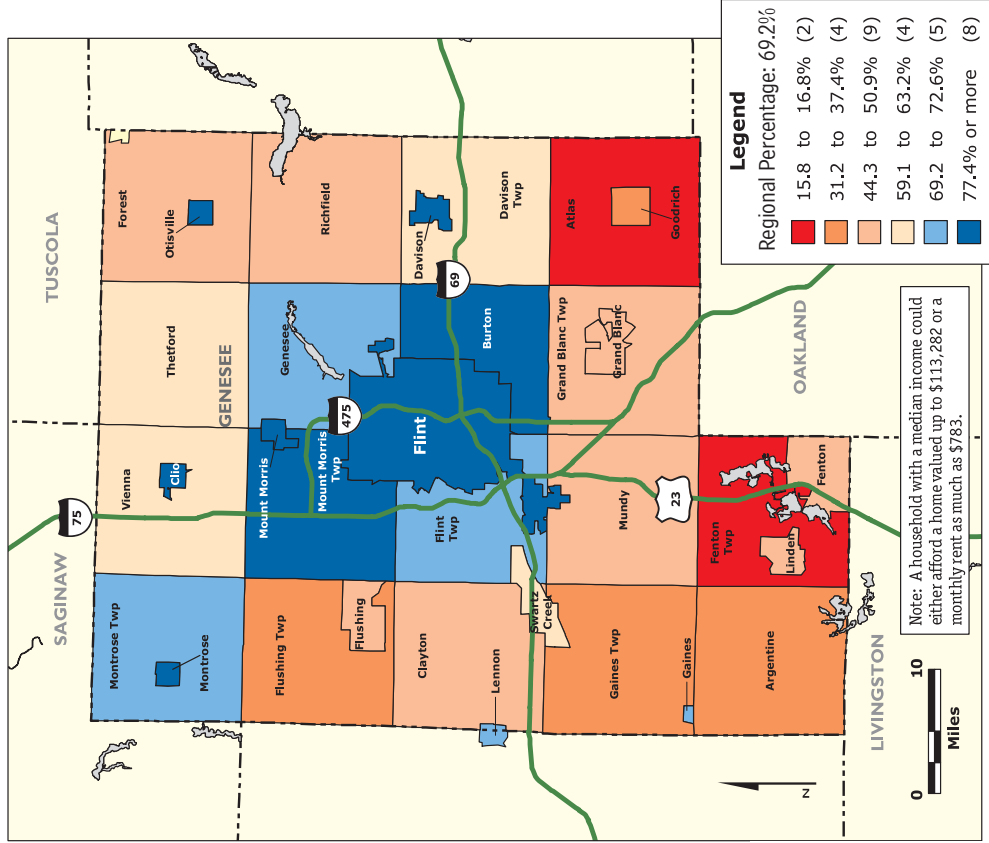 TUSCOLA
SAGINAW
GENESEE
OAKLAND
LIVINGSTON
Forest
Otisville
Richfield
Davison
Davison
Twp
Atlas
Goodrich
Thetford
Genesee
Burton
Grand Blanc Twp
Grand Blanc
69
475
Flint
Vienna
Clio
Mount Morris
Mount Morris
Twp
Flint
Twp
Mundy
75
23
Fenton
Twp
Linden
Fenton
Montrose Twp
Montrose
Flushing Twp
Flushing
Clayton
Lennon
Swartz
Creek
Gaines Twp
Gaines
Argentine
Legend
Regional Percentage: 69.2%
15.8 to 16.8% (2)
31.2 to 37.4% (4)
44.3 to 50.9% (9)
59.1 to 63.2% (4)
69.2 to 72.6% (5)
77.4% or more (8)
Note: A household with a median income could
either afford a home valued up to $113,282 or a
monthly rent as much as $783.
0 10
Miles
N